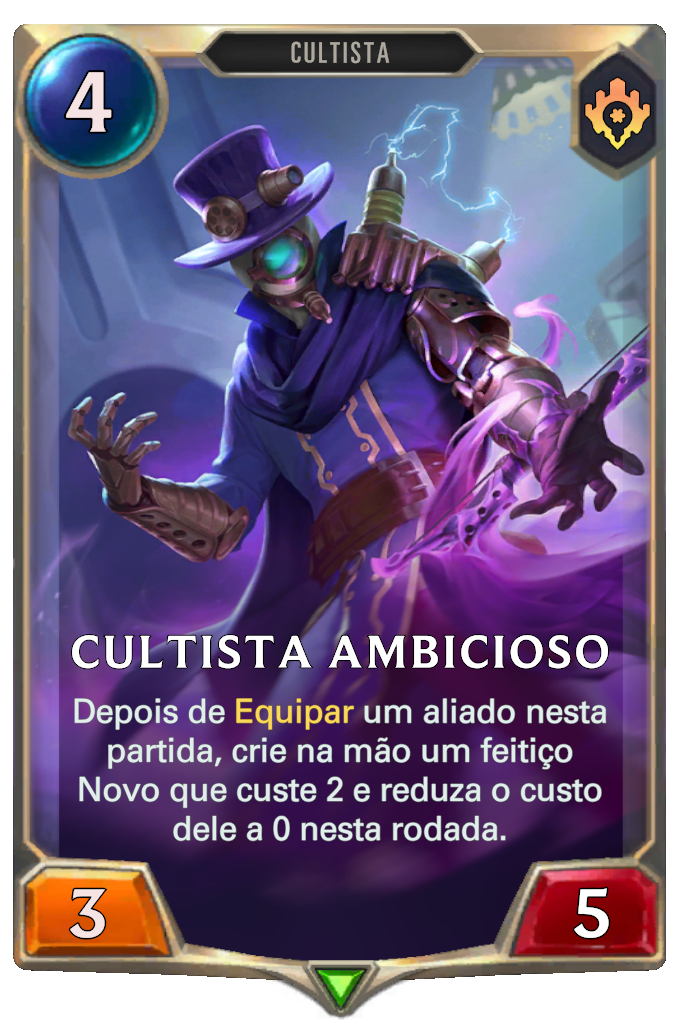 CULTISTA
4
CULTISTA AMBICIOSO
Depois de Equipar um aliado nesta
partida, crie na mão um feitiço
Novo que custe 2 e reduza o custo
dele a 0 nesta rodada.
3
5